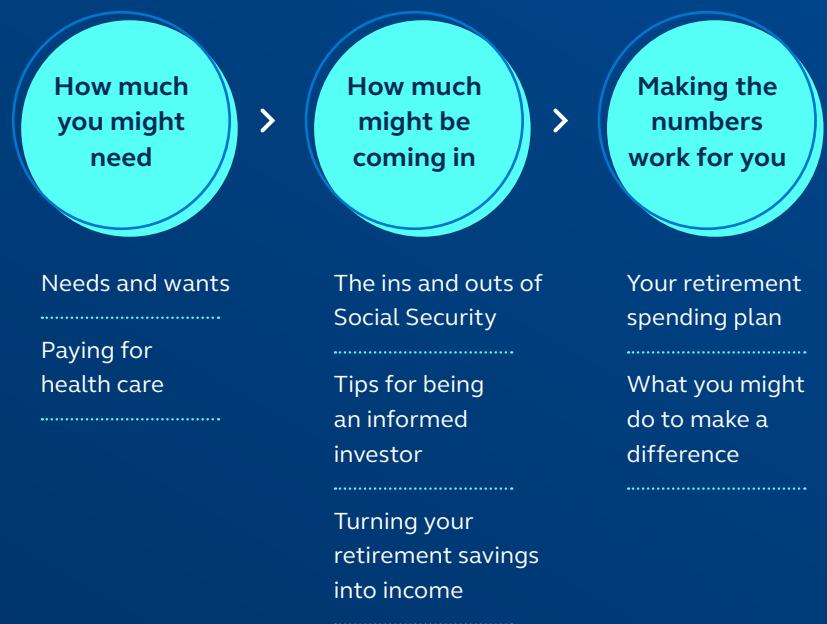 How much
you might
need
How much
might be
coming in
Making the
numbers
work for you
Needs and wants
Paying for
health care
The ins and outs of
Social Security
Tips for being
an informed
investor
Turning your
retirement savings
into income
Your retirement
spending plan
What you might
do to make a
difference